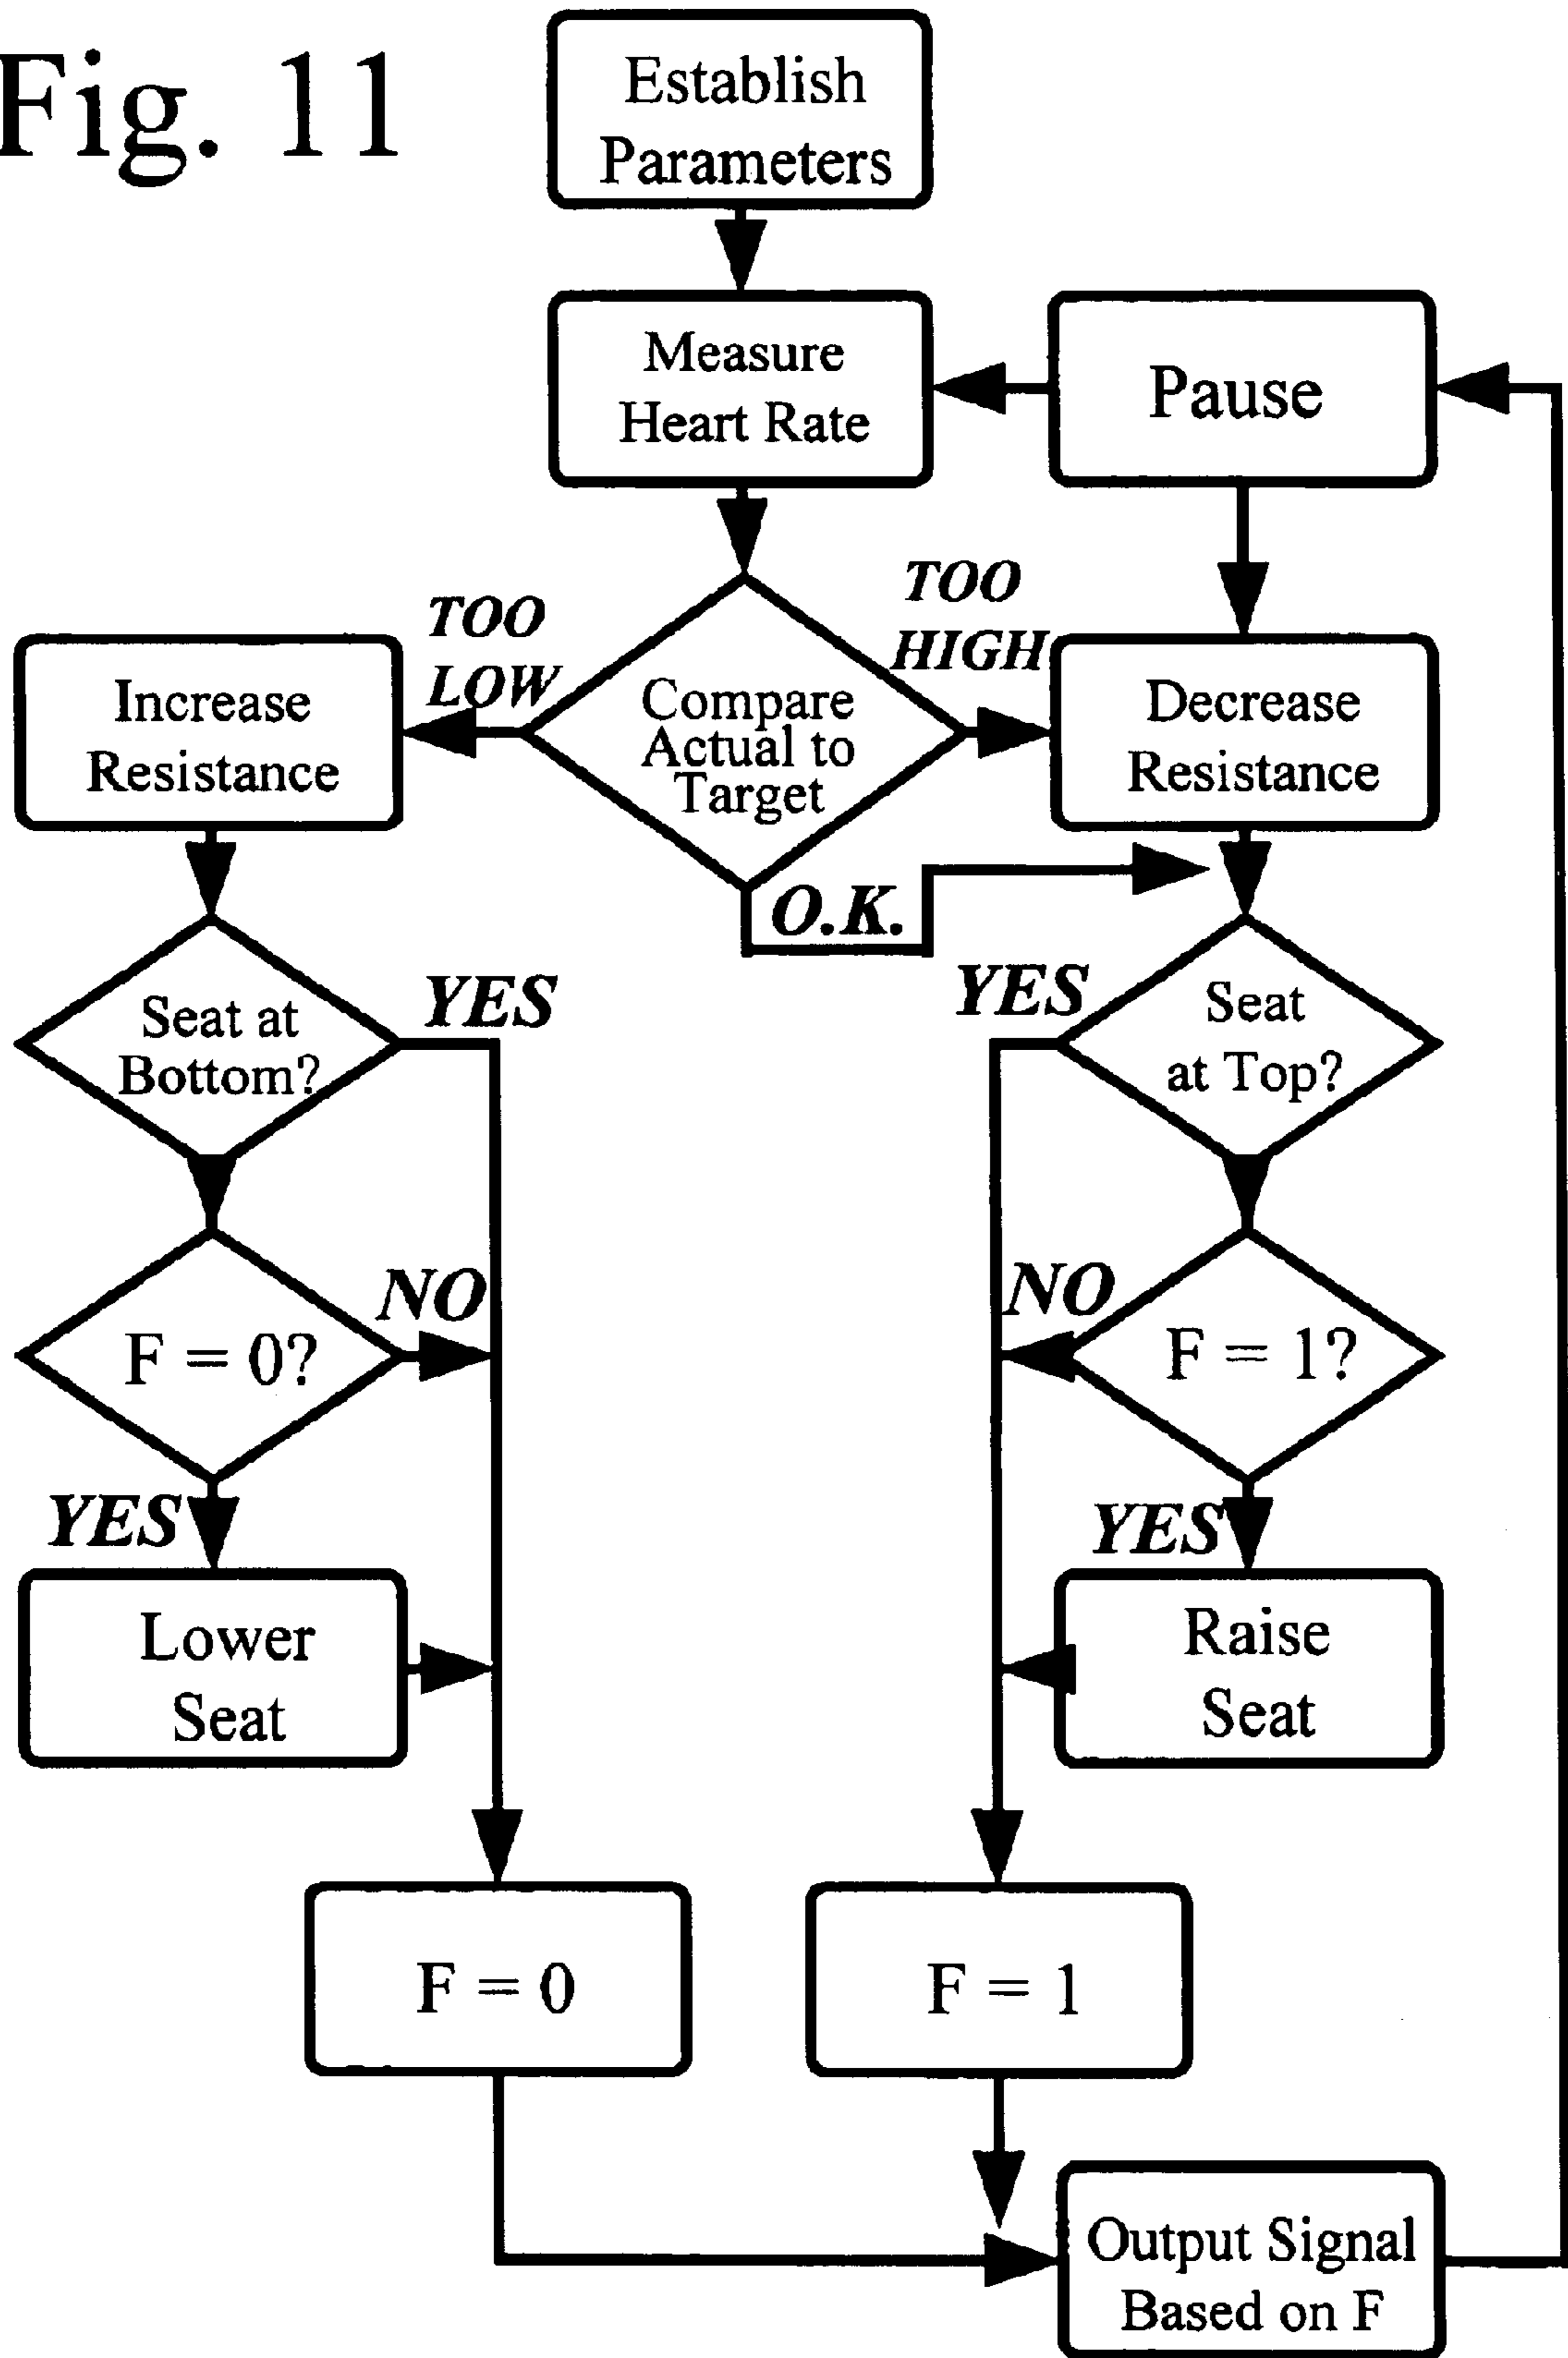 Fig. 11
Establish
Parameters
Measure
Heart Rate
Pause
TOO
LOW
TOO
HIGH
Increase
Resistance
Compare
Actual to
Target
Decrease
Resistance
O.K.
Seat at
Bottom?
YES
YES
Seat
at Top?
F = 0?
NO
NO
F = 1?
YES
YES
Lower
Seat
Raise
Seat
F = 0
F = 1
Output Signal
Based on F